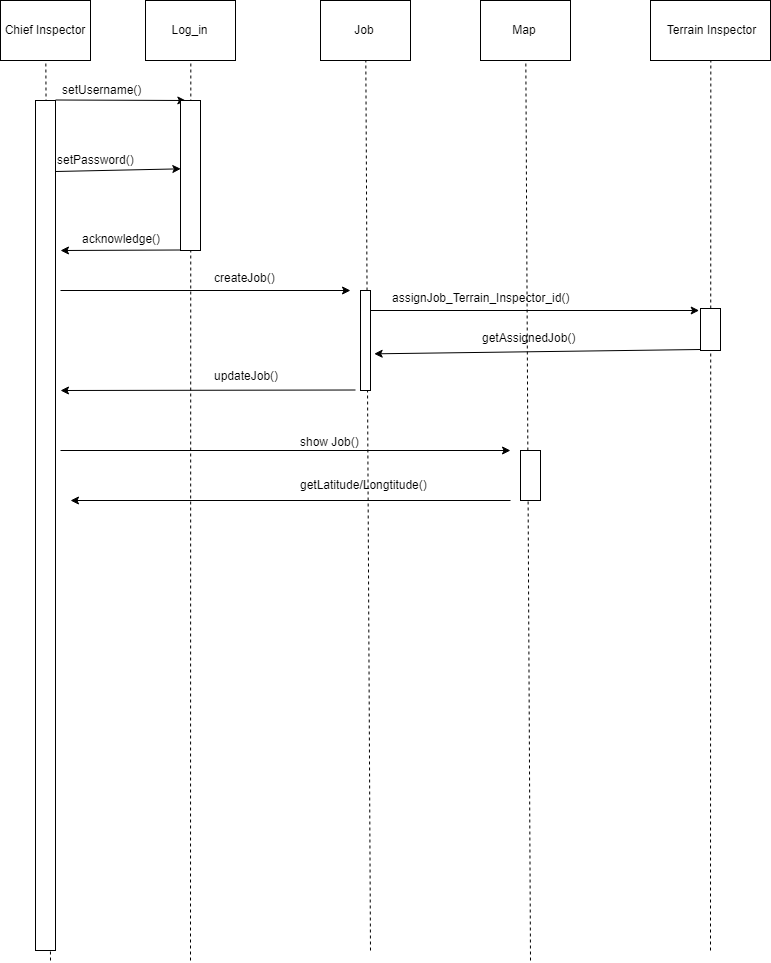 Chief Inspector
Log_in
Job
Map
Terrain Inspector
setUsername()
setPassword()
acknowledge()
createJob()
assignJob_Terrain_Inspector_id()
getAssignedJob()
updateJob()
show Job()
getLatitude/Longtitude()